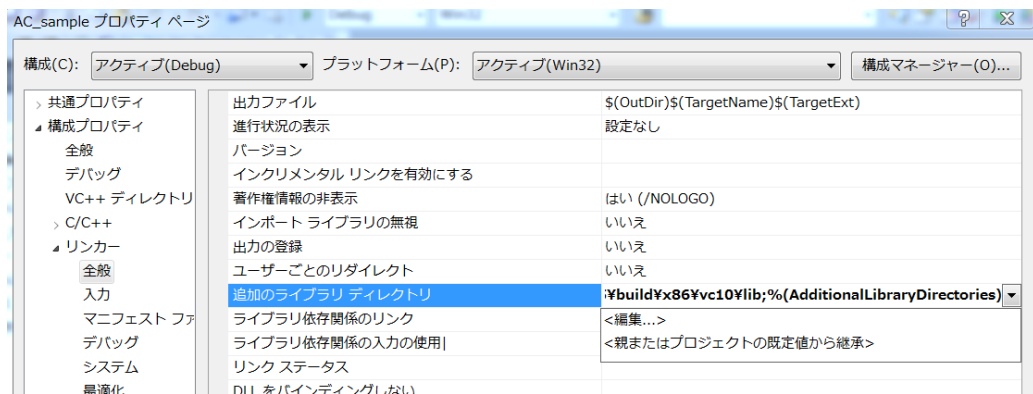 AC_sample プロパティ ページ
構成(C): アクティブ(Debug) プラットフォーム(P): アクティブ(Win32) 構成マネージャー(O)...
共通プロパティ
構成プロパティ
全般
デバッグ
VC++ ディレクトリ
C/C++
リンカー
全般
入力
マニフェスト ファ
デバッグ
システム
最適化
出力ファイル $(OutDir)$(TargetName)$(TargetExt)
進行状況の表示 設定なし
バージョン
インクリメンタル リンクを有効にする
著作権情報の非表示 はい (/NOLOGO)
インポート ライブラリの無視 いいえ
出力の登録 いいえ
ユーザーごとのリダイレクト いいえ
追加のライブラリ ディレクトリ ¥build¥x86¥vc10¥lib;%(AdditionalLibraryDirectories)
ライブラリ依存関係のリンク <編集...>
ライブラリ依存関係の入力の使用| <親またはプロジェクトの既定値から継承>
リンク ステータス
DLL をバインディングしない